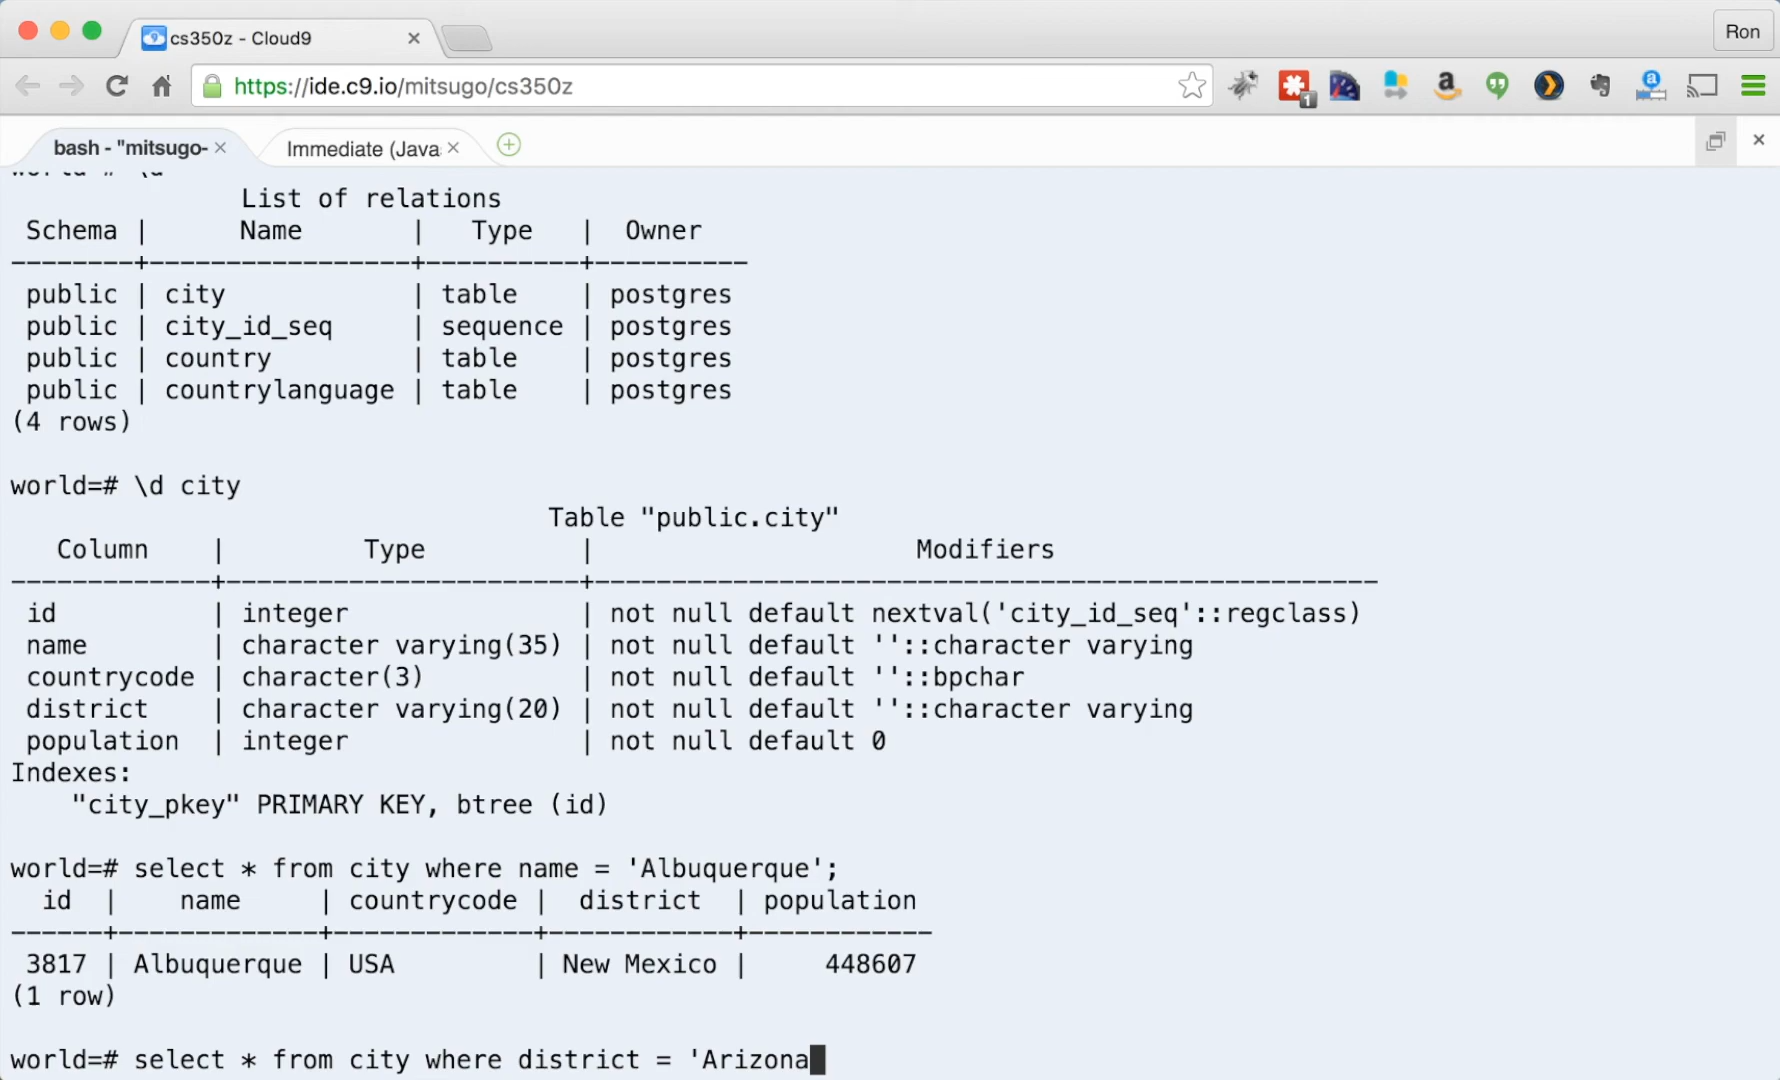 cs350z - Cloud9
Ron
https://ide.c9.io/mitsugo/cs350z
1
bash - "mitsugo-
Immediate (Java
world=# \d
List of relations
Schema | Name | Type | Owner
--------+-----------------+----------+----------
public | city | table | postgres
public | city_id_seq | sequence | postgres
public | country | table | postgres
public | countrylanguage | table | postgres
(4 rows)
world=# \d city
Table "public.city"
Column | Type | Modifiers
-------------+-----------------------+---------------------------------------------------
id | integer | not null default nextval('city_id_seq'::regclass)
name | character varying(35) | not null default ''::character varying
countrycode | character(3) | not null default ''::bpchar
district | character varying(20) | not null default ''::character varying
population | integer | not null default 0
Indexes:
"city_pkey" PRIMARY KEY, btree (id)
world=# select * from city where name = 'Albuquerque';
id | name | countrycode | district | population
------+-------------+-------------+------------+------------
3817 | Albuquerque | USA | New Mexico | 448607
(1 row)
world=# select * from city where district = 'Arizona